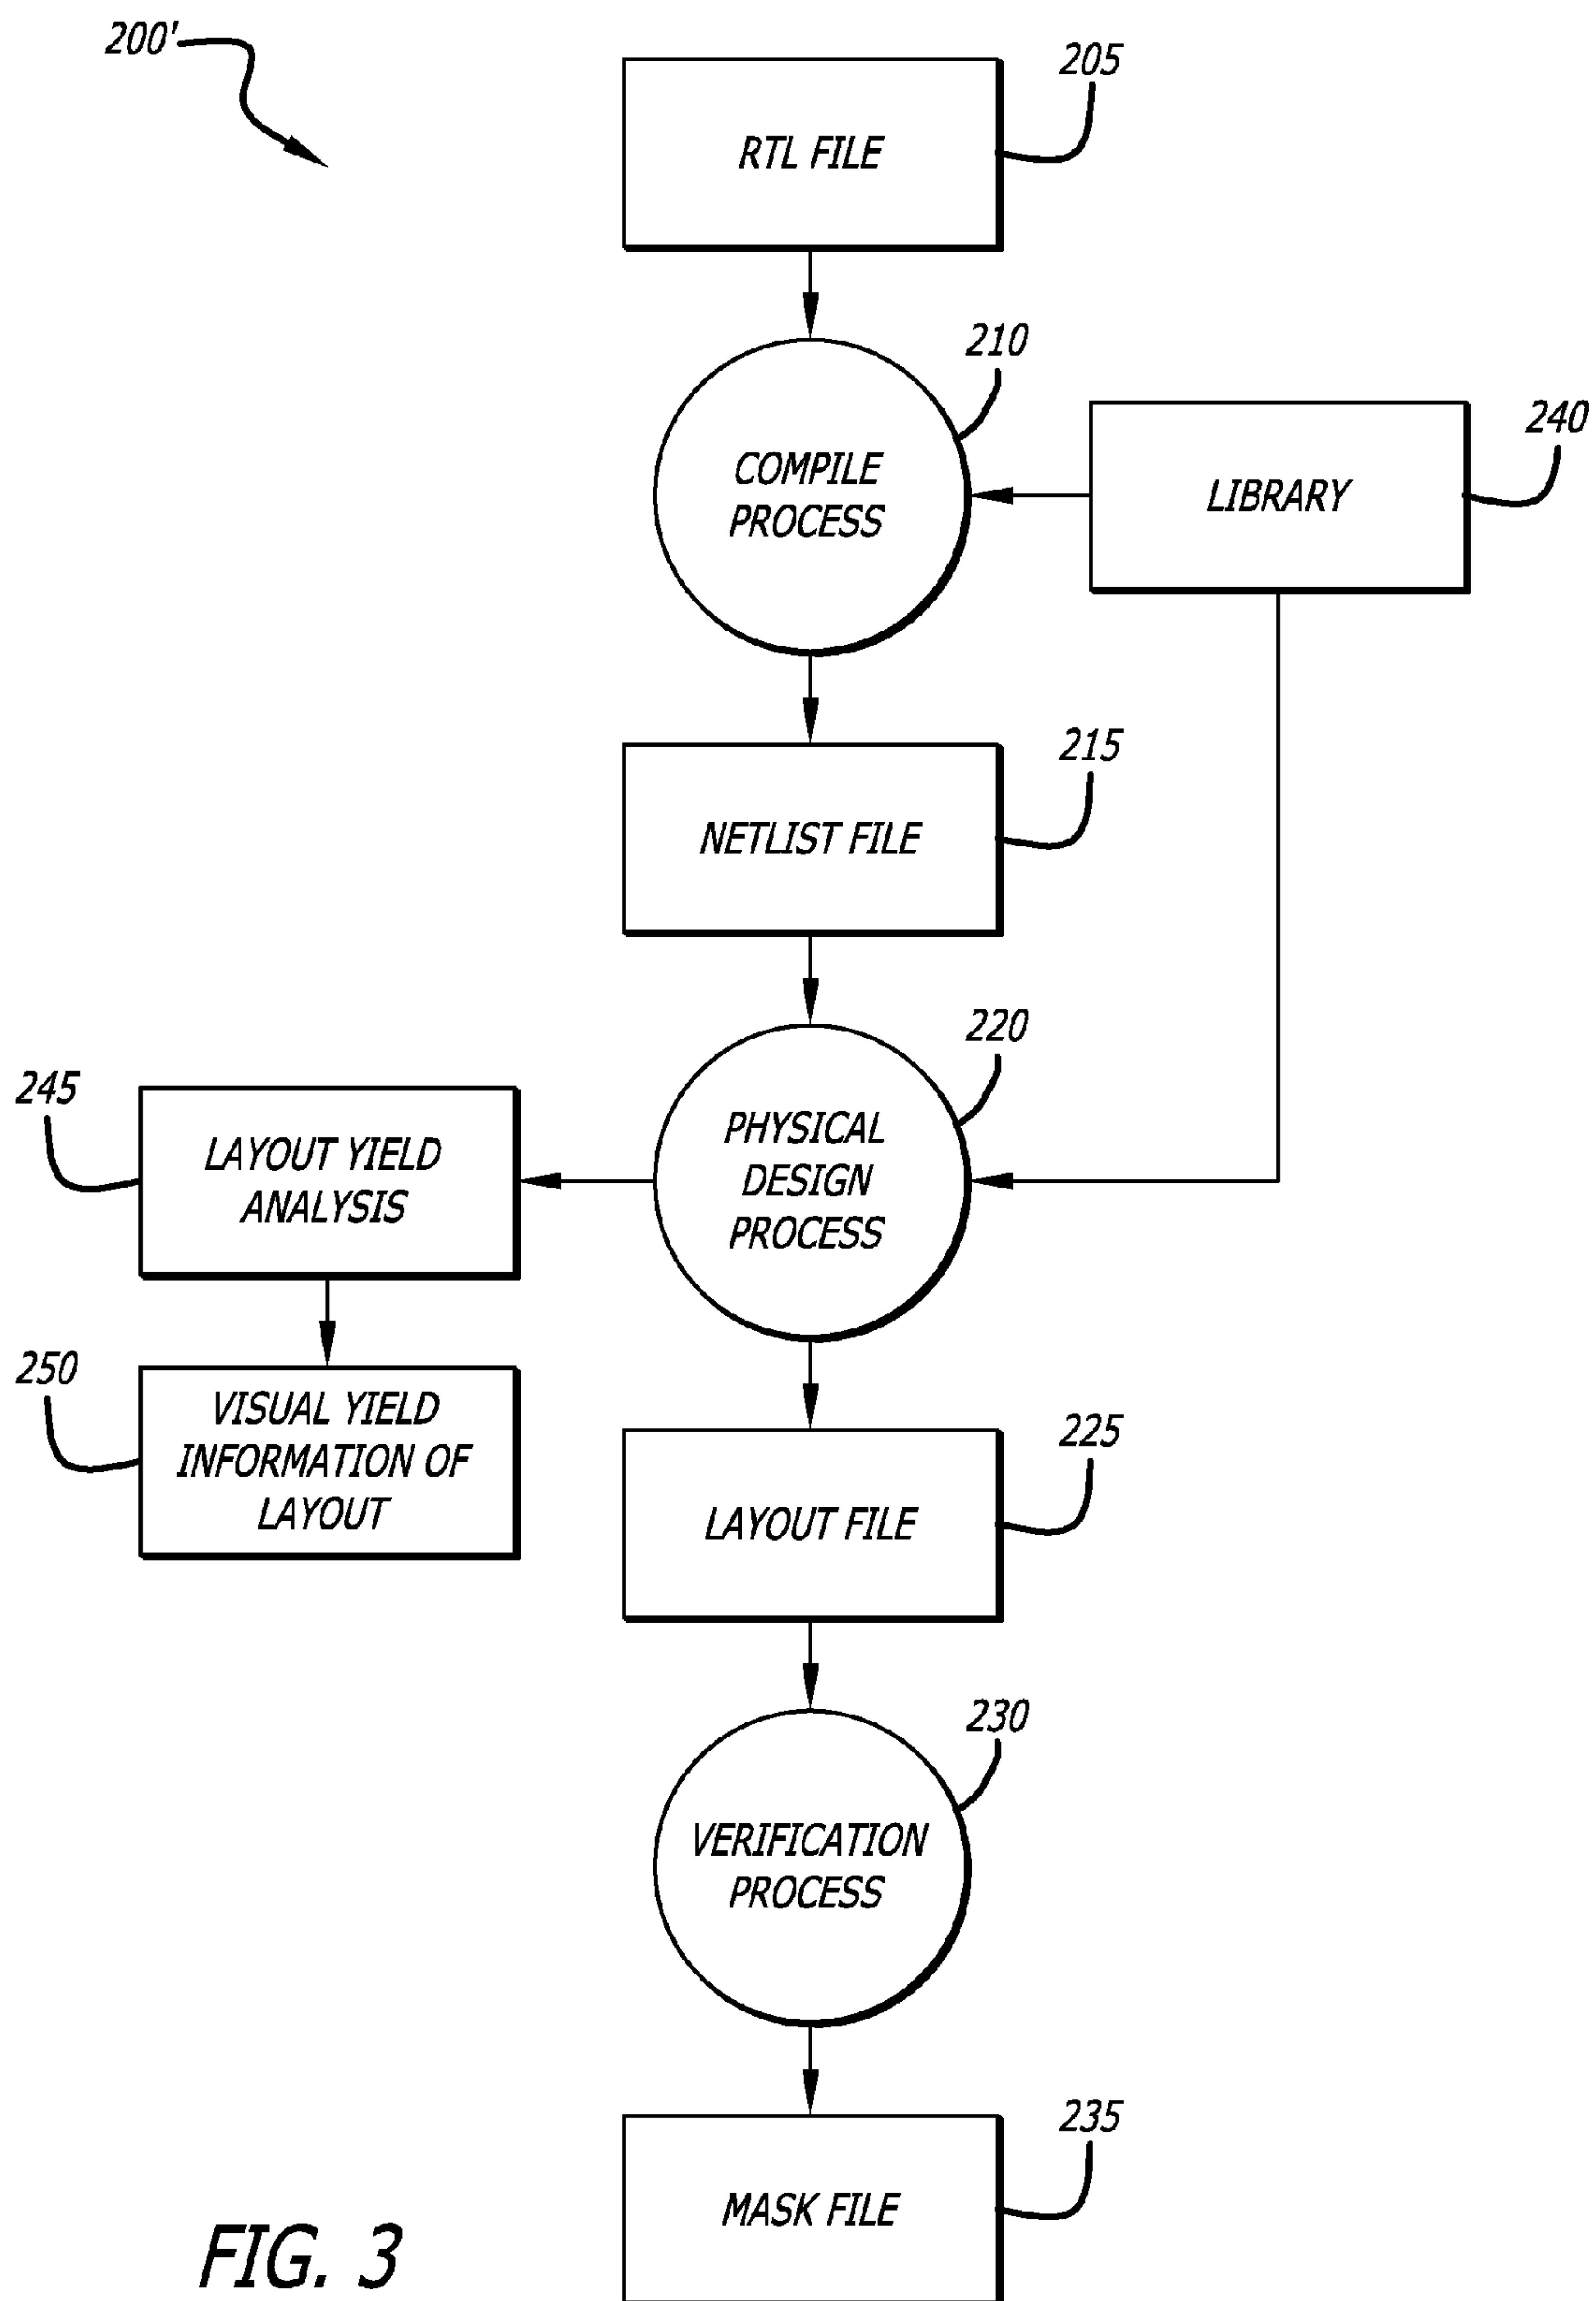 200'
205
RTL FILE
210
COMPILE
PROCESS
240
LIBRARY
215
NETLIST FILE
220
PHYSICAL
DESIGN
PROCESS
245
LAYOUT YIELD
ANALYSIS
250
VISUAL YIELD
INFORMATION OF
LAYOUT
225
LAYOUT FILE
230
VERIFICATION
PROCESS
235
MASK FILE
FIG. 3